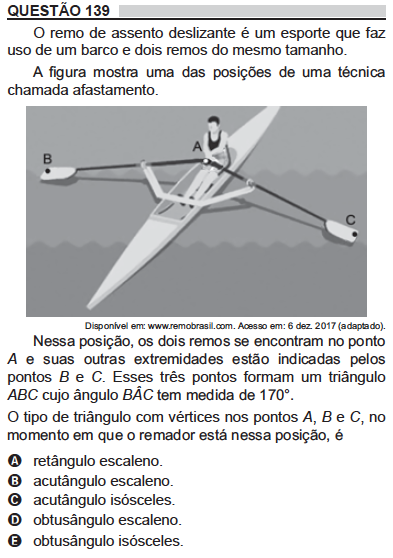 QUESTÃO 139
O remo de assento deslizante é um esporte que faz
uso de um barco e dois remos do mesmo tamanho.
A figura mostra uma das posições de uma técnica
chamada afastamento.
A
B
C
Disponível em: www.remobrasil.com. Acesso em: 6 dez. 2017 (adaptado).
Nessa posição, os dois remos se encontram no ponto
A e suas outras extremidades estão indicadas pelos
pontos B e C. Esses três pontos formam um triângulo
ABC cujo ângulo BÂC tem medida de 170°.
O tipo de triângulo com vértices nos pontos A, B e C, no
momento em que o remador está nessa posição, é
A retângulo escaleno.
B acutângulo escaleno.
C acutângulo isósceles.
D obtusângulo escaleno.
E obtusângulo isósceles.